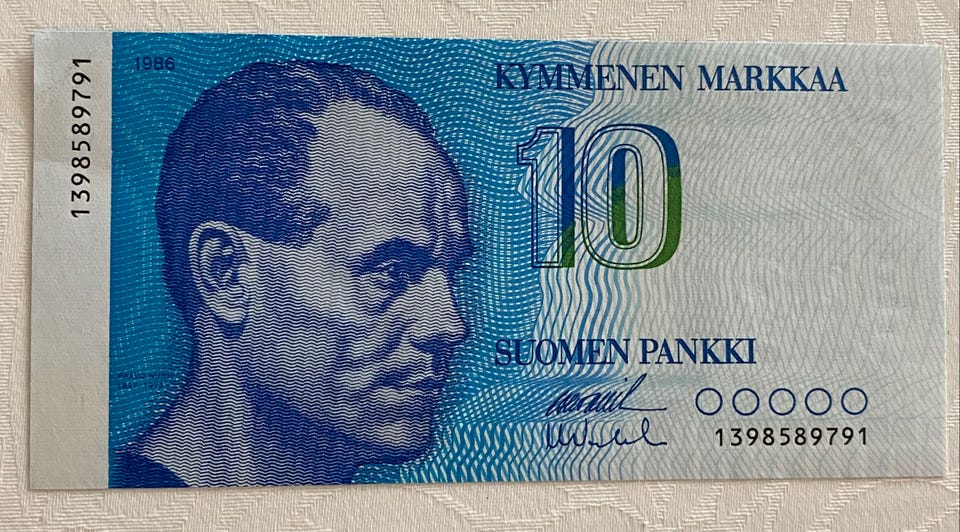 1398589791
1986
KYMMENEN MARKKAA
10
SUOMEN PANKKI
1398589791